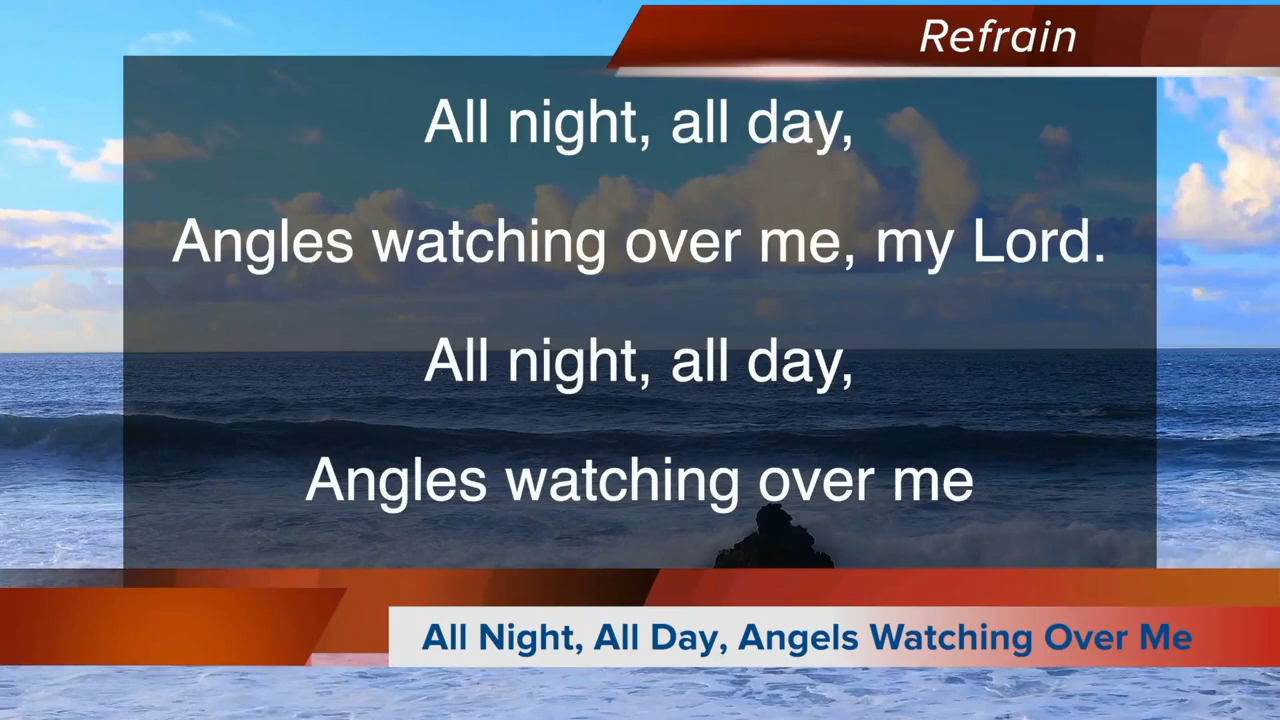 Refrain
All night, all day,
Angles watching over me, my Lord.
All night, all day,
Angles watching over me
All Night, All Day, Angels Watching Over Me